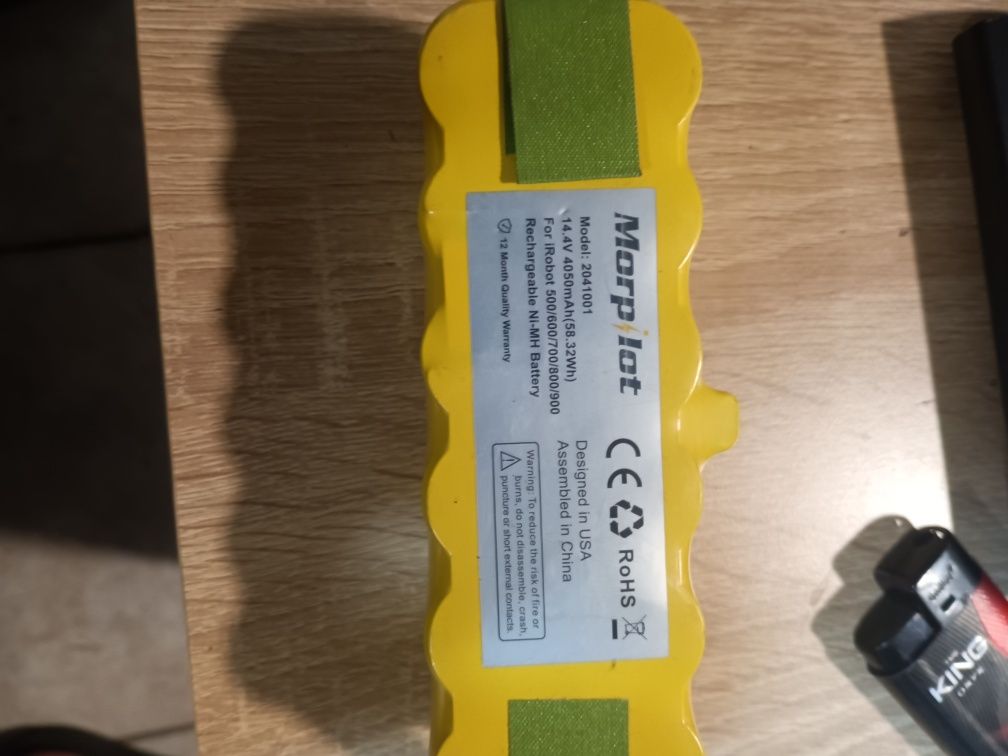 Morpilot
Model: 2041001
14.4V 4050mAh(58.32Wh)
For iRobot 500/600/700/800/900
Rechargeable Ni-MH Battery
12 Month Quality Warranty
CE RoHS
Designed in USA
Assembled in China
Warning: To reduce the risk of fire or
burns, do not disassemble, crash,
puncture or short external contacts.
KING
ONYX